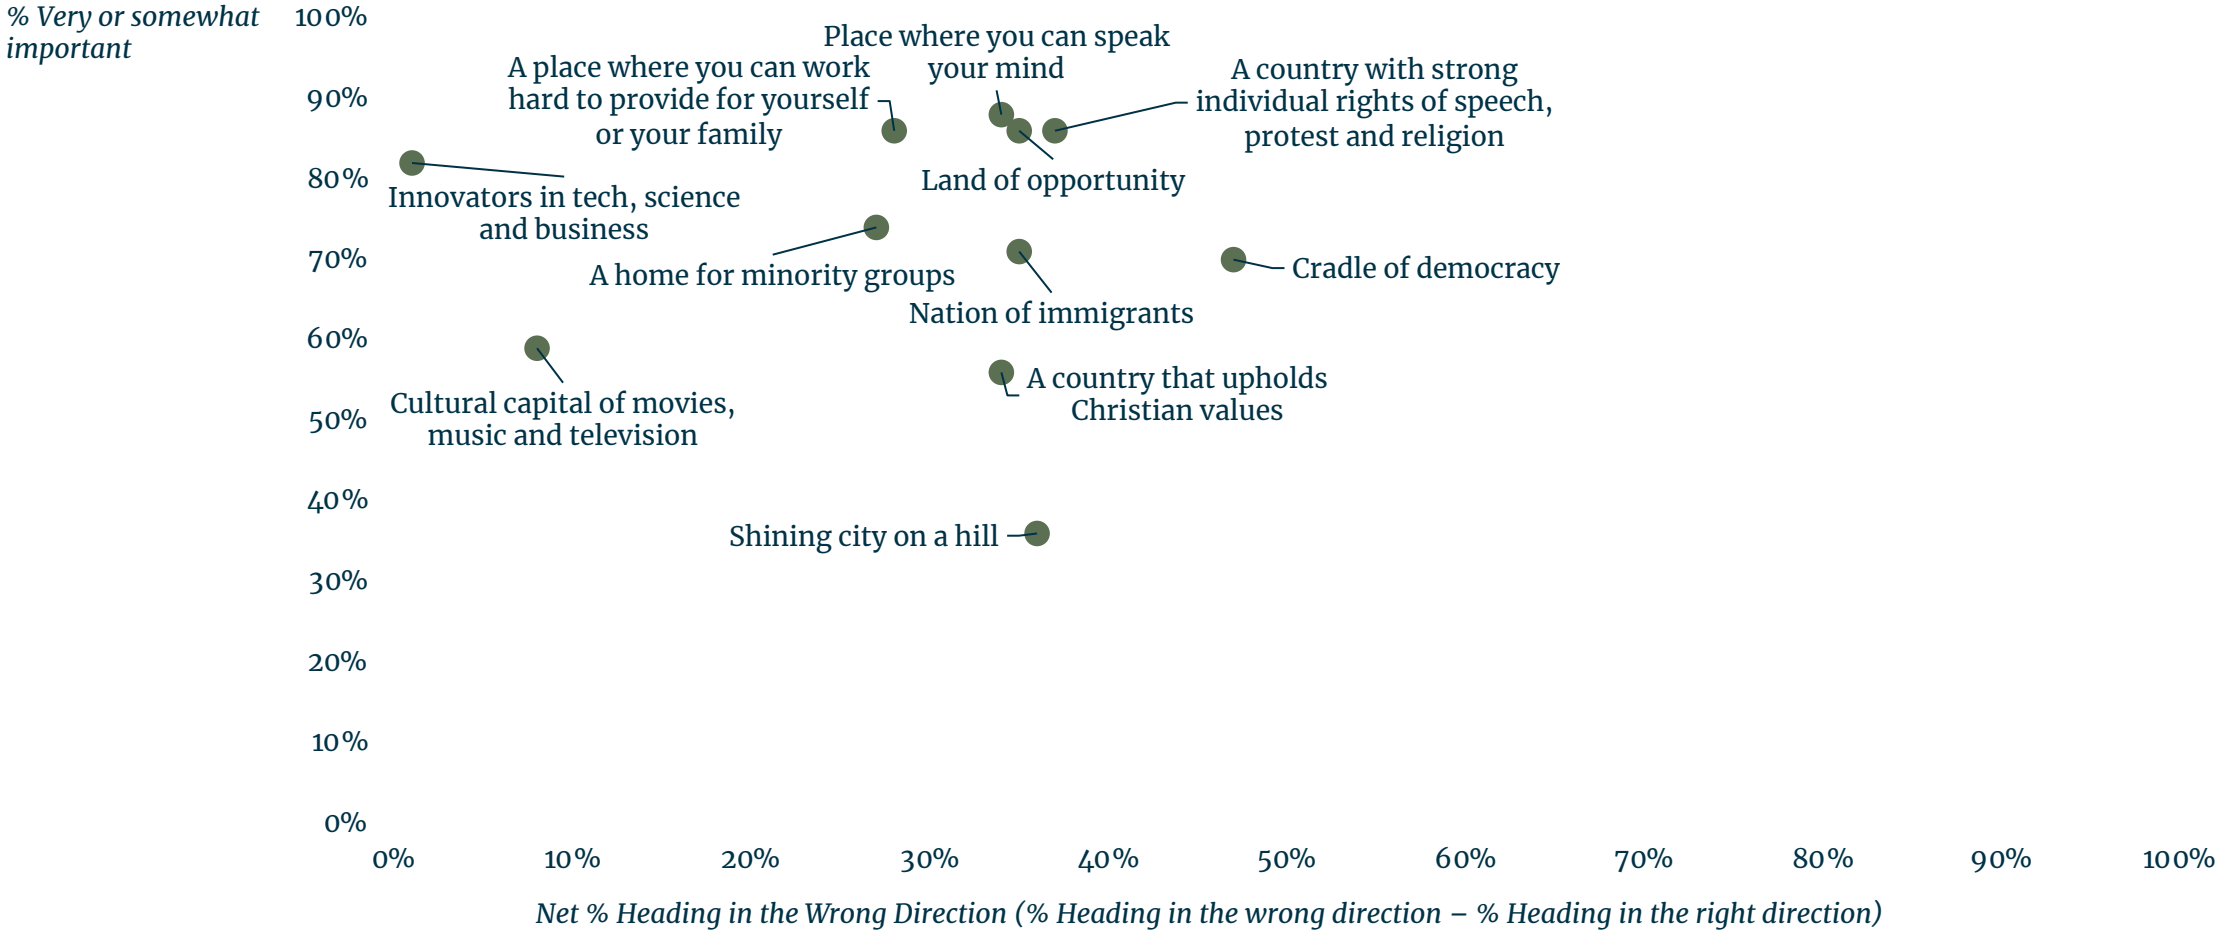 % Very or somewhat
important
100%
90%
80%
70%
60%
50%
40%
30%
20%
10%
0%
Place where you can speak
your mind
A place where you can work
hard to provide for yourself
or your family
A country with strong
individual rights of speech,
protest and religion
Land of opportunity
Innovators in tech, science
and business
A home for minority groups
Cradle of democracy
Nation of immigrants
A country that upholds
Christian values
Cultural capital of movies,
music and television
Shining city on a hill
0% 10% 20% 30% 40% 50% 60% 70% 80% 90% 100%
Net % Heading in the Wrong Direction (% Heading in the wrong direction – % Heading in the right direction)